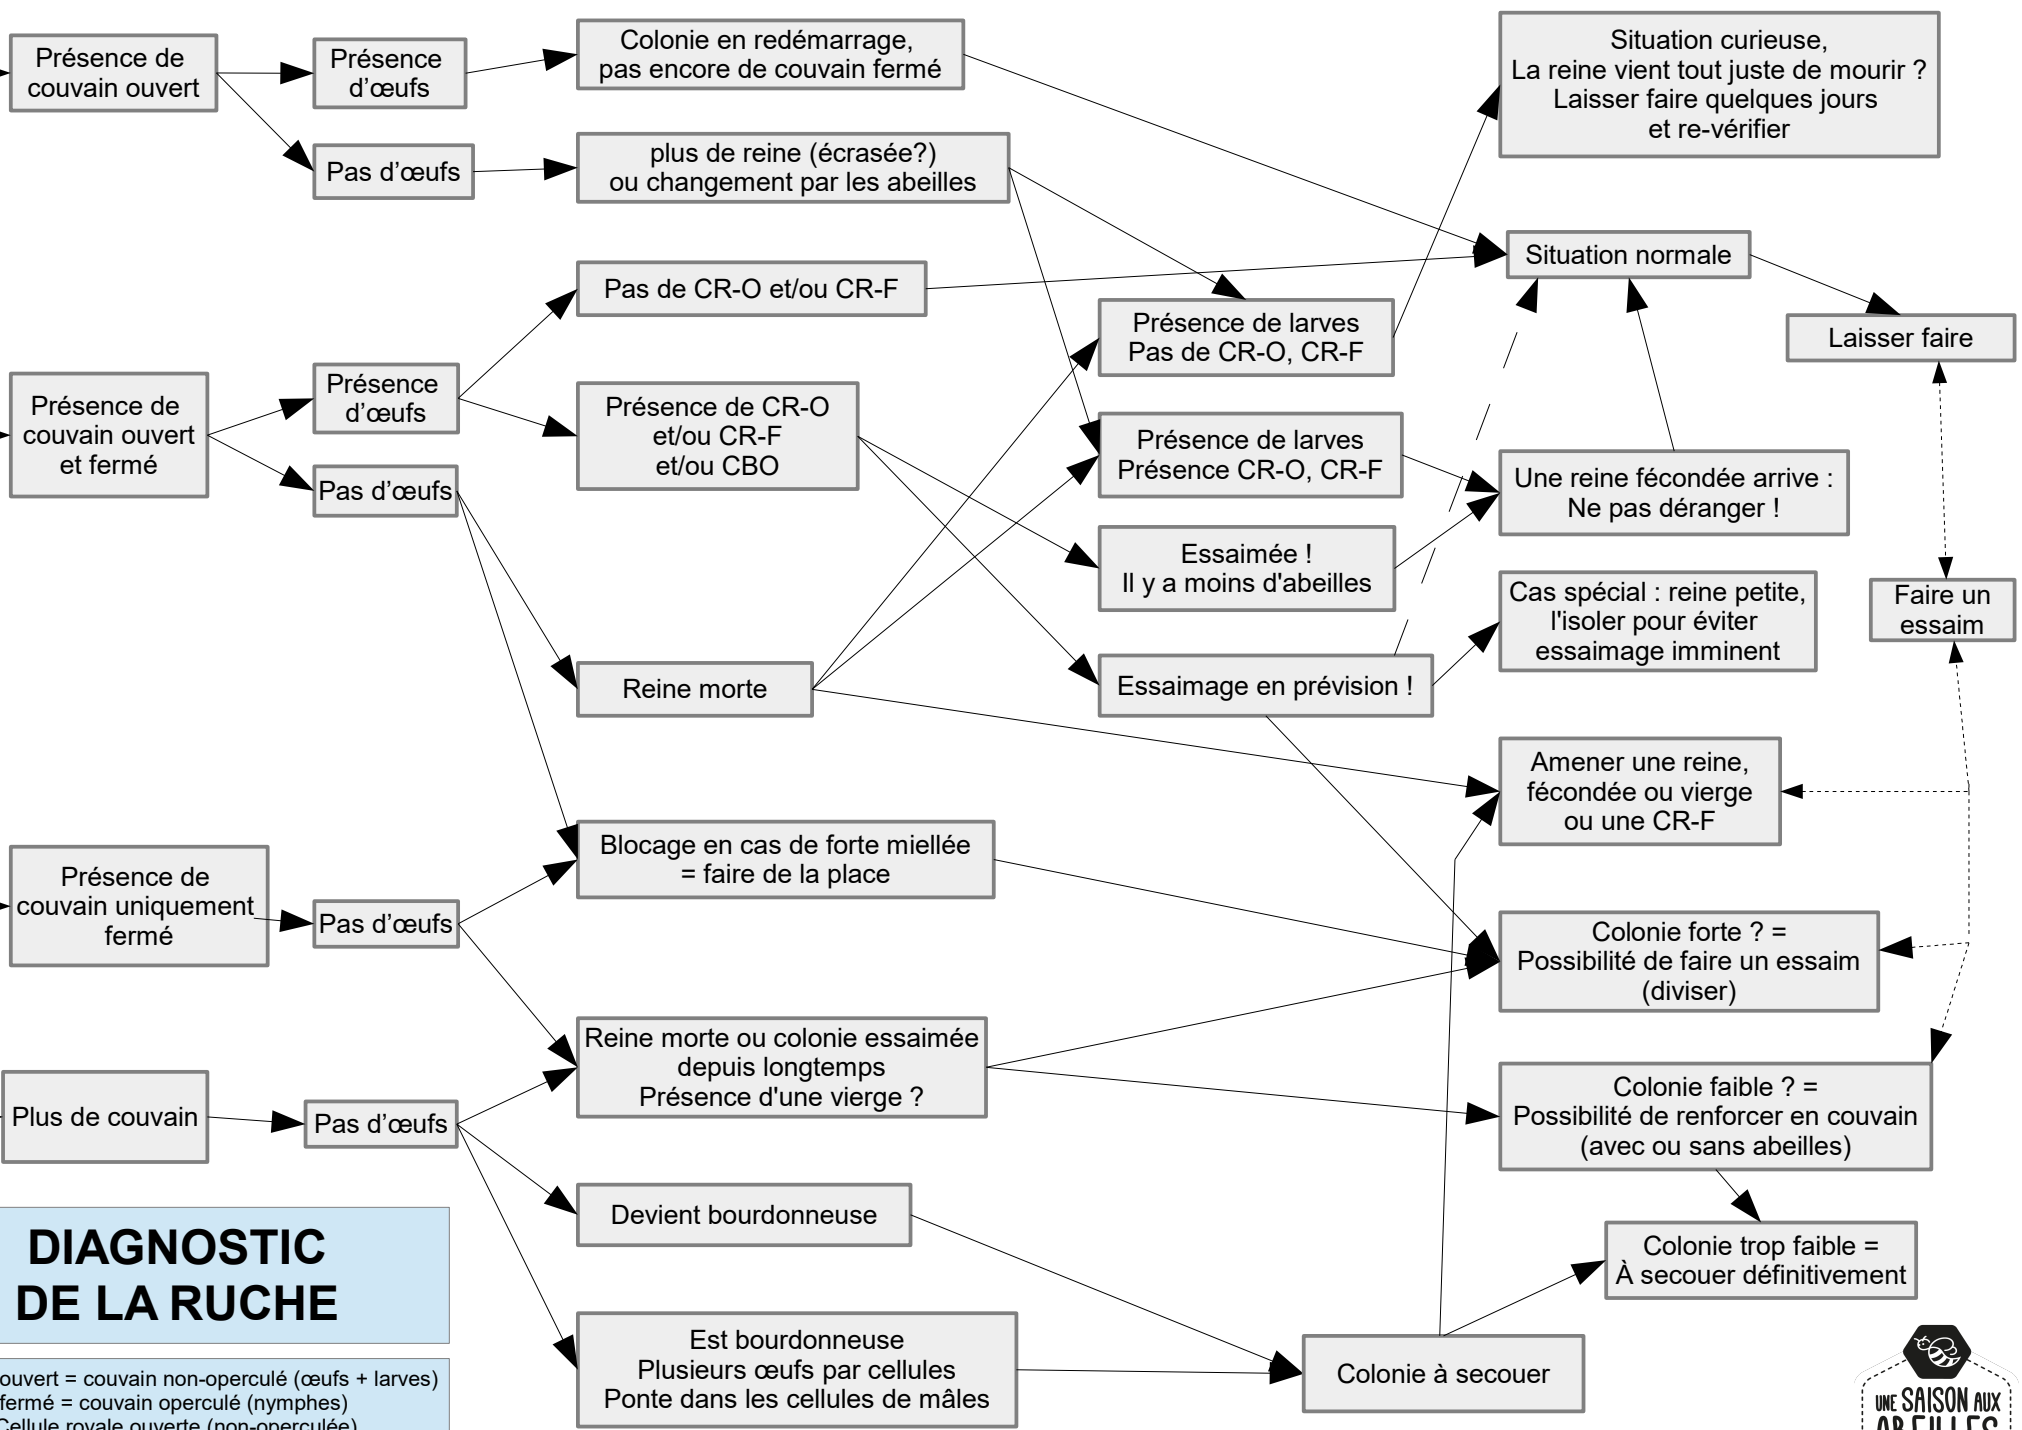 Présence de
couvain ouvert
Présence
d'œufs
Pas d'œufs
Colonie en redémarrage,
pas encore de couvain fermé
plus de reine (écrasée?)
ou changement par les abeilles
Situation curieuse,
La reine vient tout juste de mourir ?
Laisser faire quelques jours
et re-vérifier
Situation normale
Laisser faire
Présence de
couvain ouvert
et fermé
Présence
d'œufs
Pas d'œufs
Pas de CR-O et/ou CR-F
Présence de CR-O
et/ou CR-F
et/ou CBO
Présence de larves
Pas de CR-O, CR-F
Présence de larves
Présence CR-O, CR-F
Essaimée !
Il y a moins d'abeilles
Essaimage en prévision !
Une reine fécondée arrive :
Ne pas déranger !
Cas spécial : reine petite,
l'isoler pour éviter
essaimage imminent
Faire un
essaim
Reine morte
Amener une reine,
fécondée ou vierge
ou une CR-F
Présence de
couvain uniquement
fermé
Pas d'œufs
Blocage en cas de forte miellée
= faire de la place
Colonie forte ? =
Possibilité de faire un essaim
(diviser)
Plus de couvain
Pas d'œufs
Reine morte ou colonie essaimée
depuis longtemps
Présence d'une vierge ?
Colonie faible ? =
Possibilité de renforcer en couvain
(avec ou sans abeilles)
Devient bourdonneuse
Colonie trop faible =
À secouer définitivement
Est bourdonneuse
Plusieurs œufs par cellules
Ponte dans les cellules de mâles
Colonie à secouer
DIAGNOSTIC
DE LA RUCHE
ouvert = couvain non-operculé (œufs + larves)
fermé = couvain operculé (nymphes)
Cellule royale ouverte (non-operculée)
UNE SAISON AUX
ABEILLES